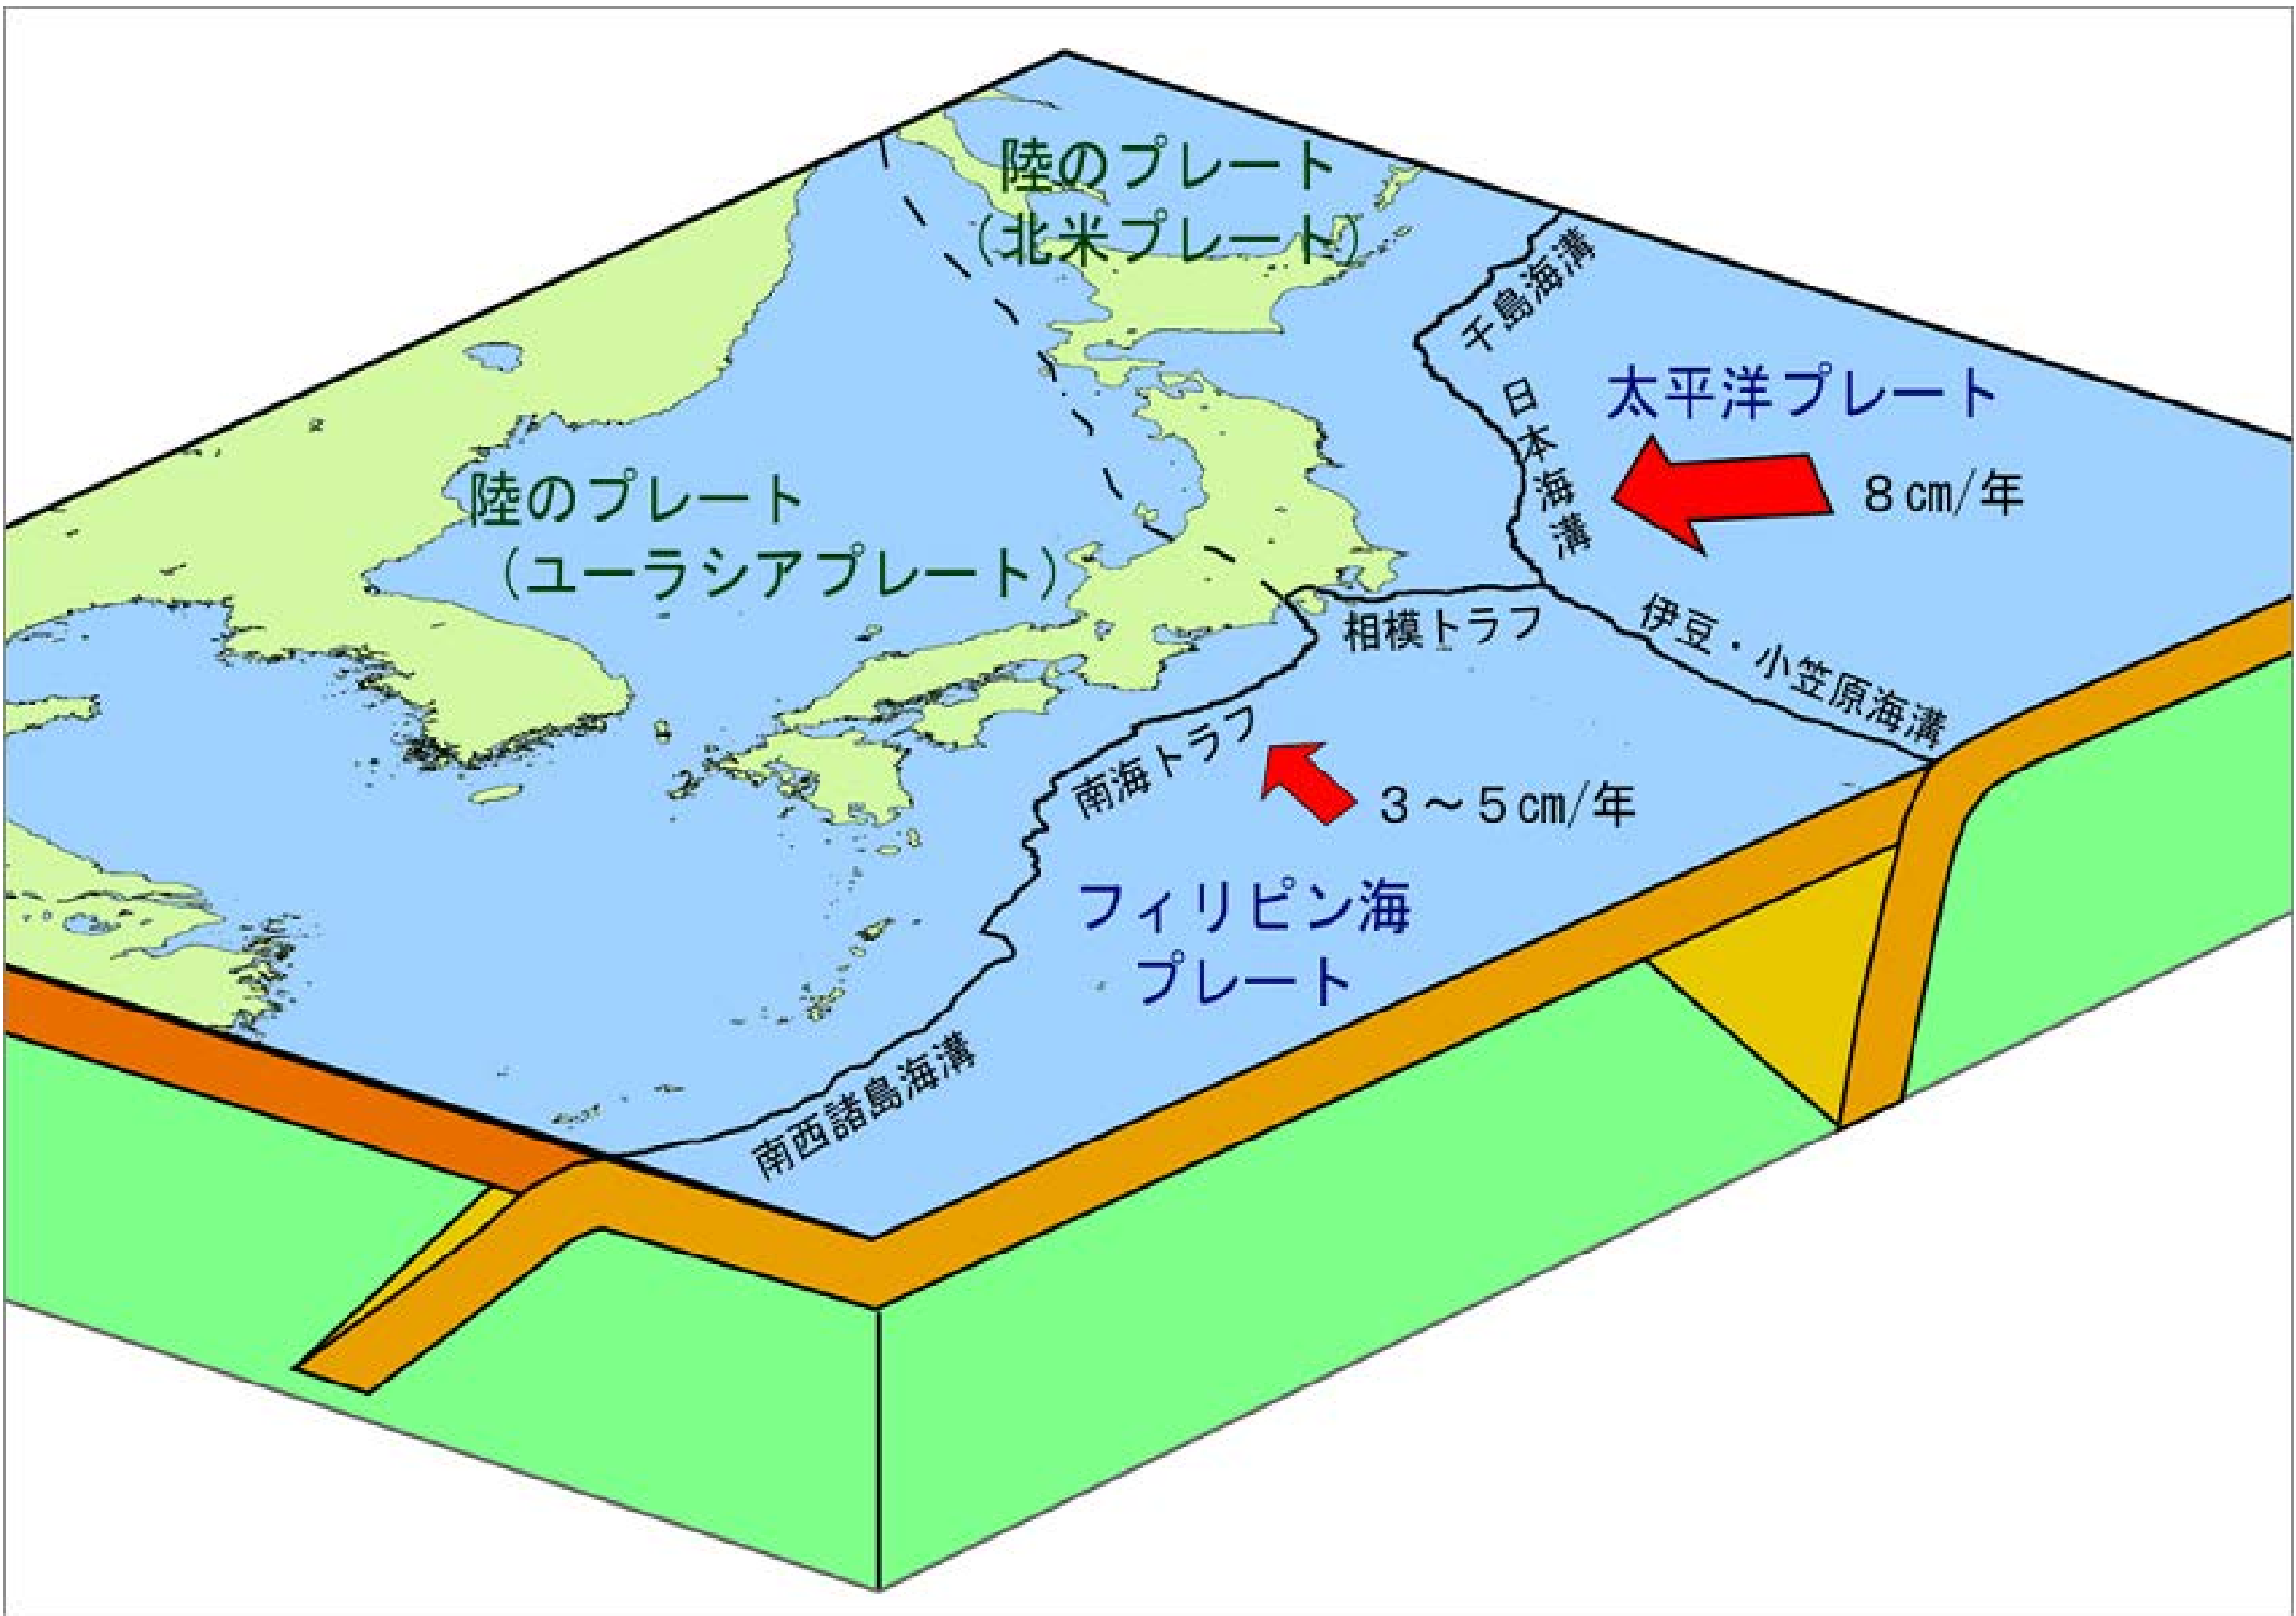 陸のプレート
(北米プレート)
千島海溝
日本海溝
太平洋プレート
8cm/年
陸のプレート
(ユーラシアプレート)
相模トラフ
伊豆・小笠原海溝
南海トラフ
3～5cm/年
フィリピン海
プレート
南西諸島海溝